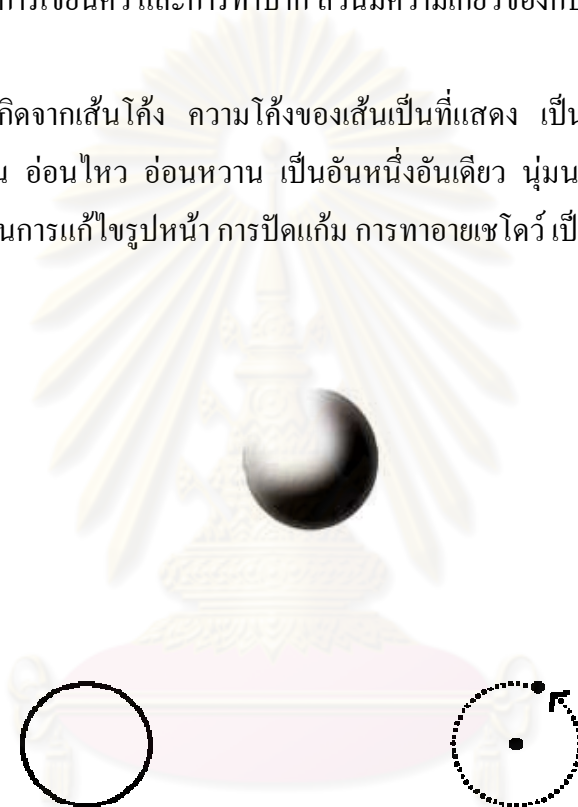 การเขียนคิ้วและการทาปาก ส่วนมีความเกี่ยวข้องกับ
กิดจากเส้นโค้ง ความโค้งของเส้นเป็นที่แสดง เป็น
น อ่อนไหว อ่อนหวาน เป็นอันหนึ่งอันเดียว นุ่มน
นการแก้ไขรูปหน้า การปัดแก้ม การทาอายเชโดว์ เป็